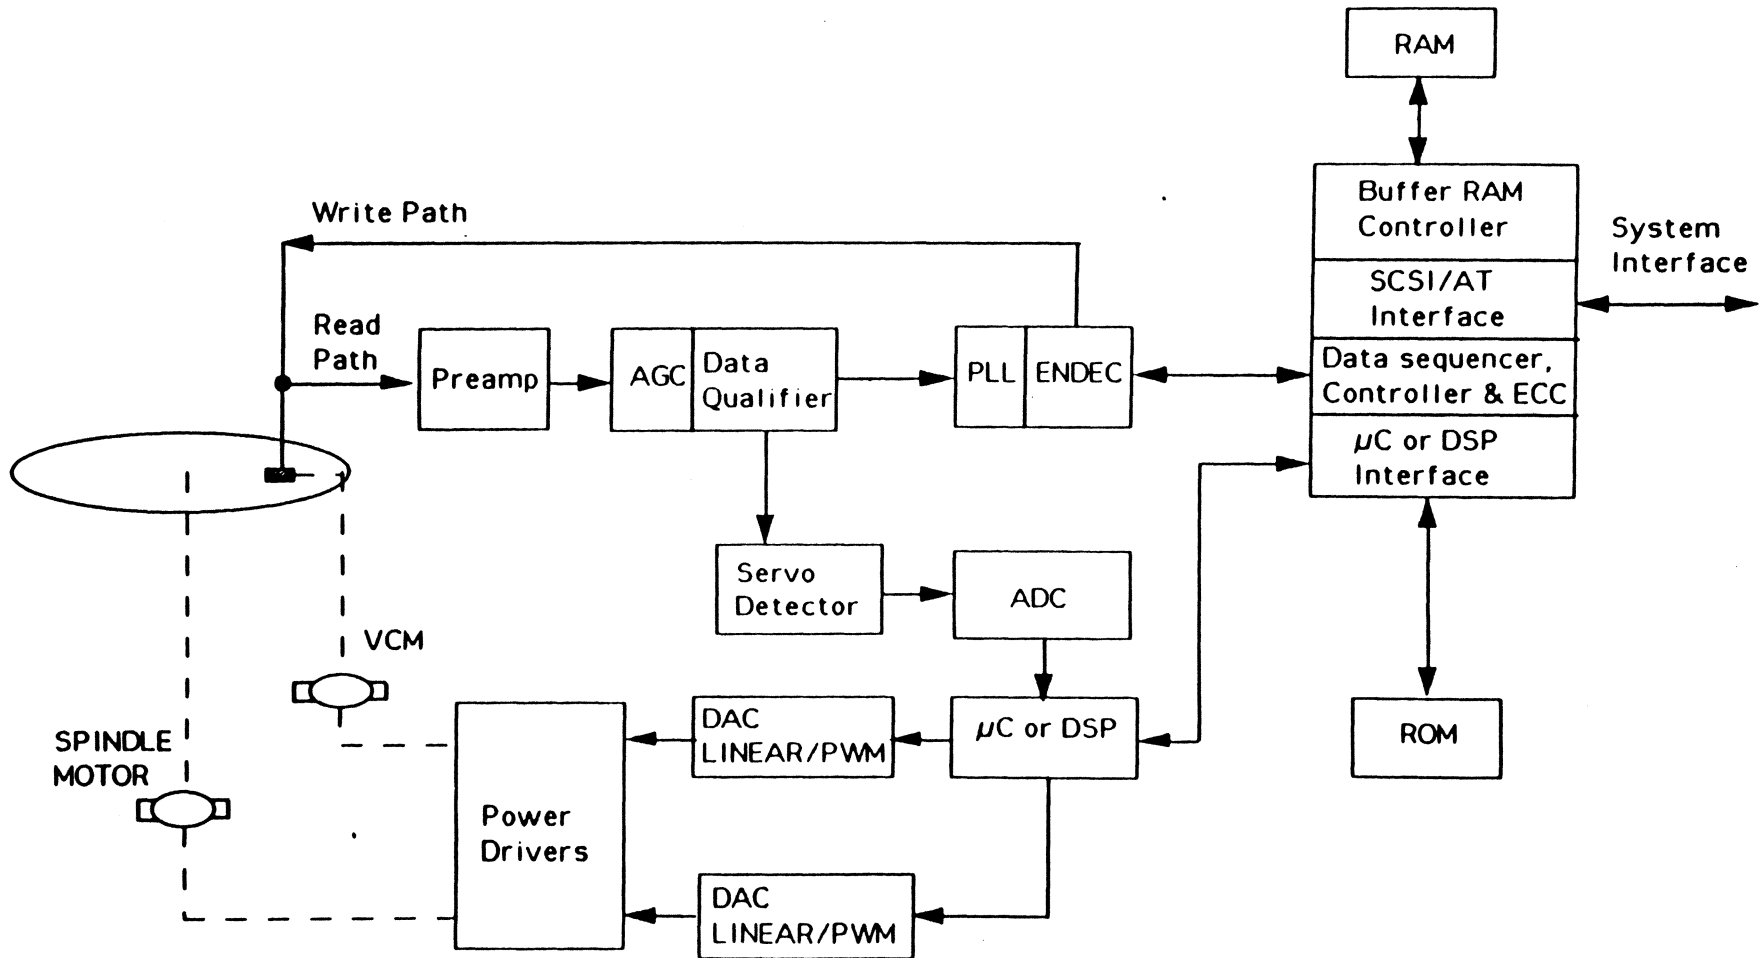 RAM
Buffer RAM
Controller
System
Interface
SCSI/AT
Interface
Data sequencer,
Controller & ECC
µC or DSP
Interface
Write Path
Read
Path
Preamp
AGC
Data
Qualifier
PLL
ENDEC
Servo
Detector
ADC
VCM
SPINDLE
MOTOR
DAC
LINEAR/PWM
µC or DSP
ROM
Power
Drivers
DAC
LINEAR/PWM